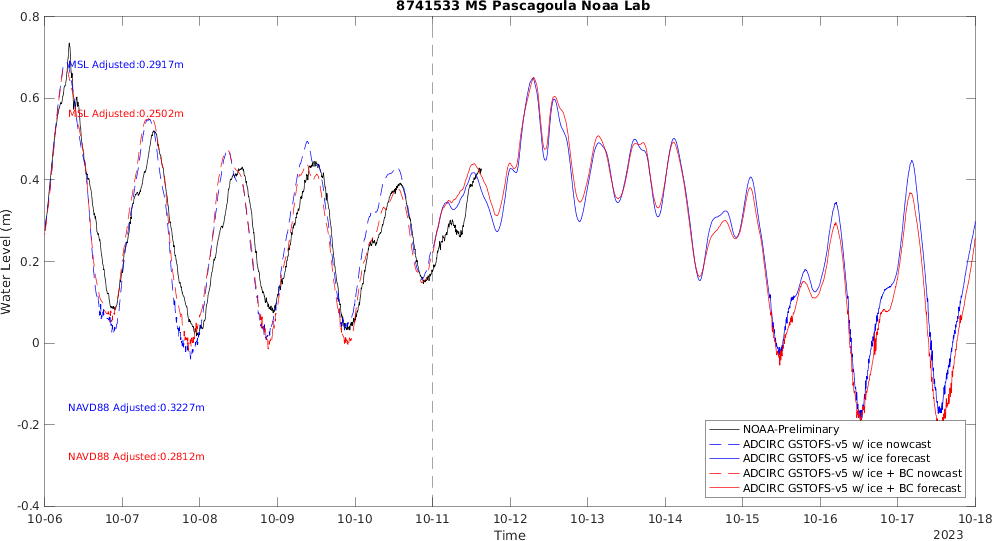 8741533 MS Pascagoula Noaa Lab
0.8
0.6
0.4
0.2
0
-0.2
-0.4
Water Level (m)
MSL Adjusted:0.2917m
MSL Adjusted:0.2502m
NAVD88 Adjusted:0.3227m
NAVD88 Adjusted:0.2812m
NOAA-Preliminary
ADCIRC GSTOFS-v5 w/ ice nowcast
ADCIRC GSTOFS-v5 w/ ice forecast
ADCIRC GSTOFS-v5 w/ ice + BC nowcast
ADCIRC GSTOFS-v5 w/ ice + BC forecast
10-06 10-07 10-08 10-09 10-10 10-11 10-12 10-13 10-14 10-15 10-16 10-17 10-18
Time
2023